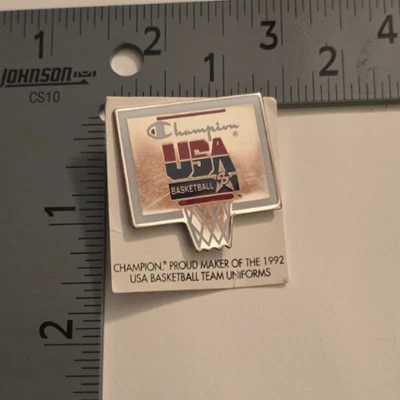 1 2 3 4
1 2 3
JOHNSON
CS10
Champion®
USA
BASKETBALL
1
CHAMPION,® PROUD MAKER OF THE 1992
USA BASKETBALL TEAM UNIFORMS
2